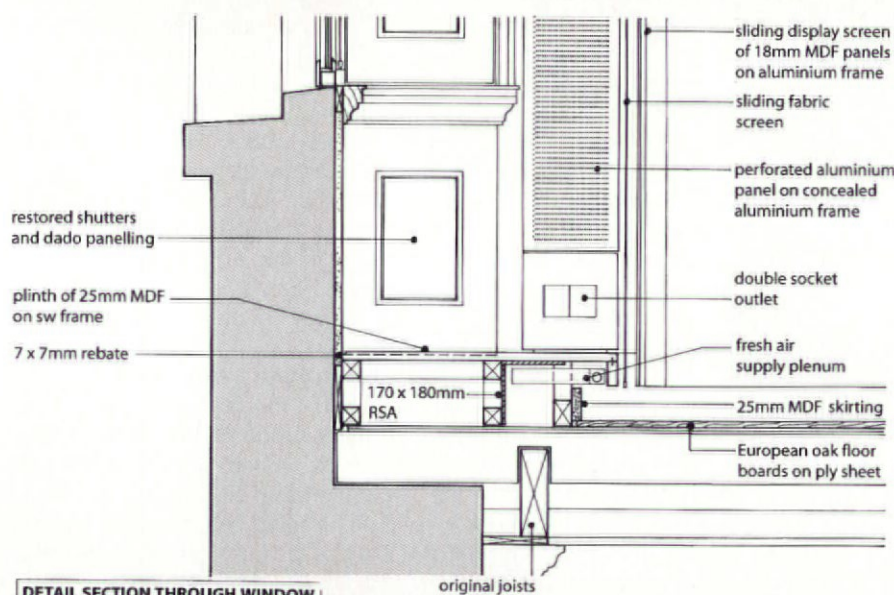 sliding display screen
of 18mm MDF panels
on aluminium frame
sliding fabric
screen
perforated aluminium
panel on concealed
aluminium frame
restored shutters
and dado panelling
double socket
outlet
plinth of 25mm MDF
on sw frame
7 x 7mm rebate
fresh air
supply plenum
170 x 180mm
RSA
25mm MDF skirting
European oak floor
boards on ply sheet
original joists
DETAIL SECTION THROUGH WINDOW